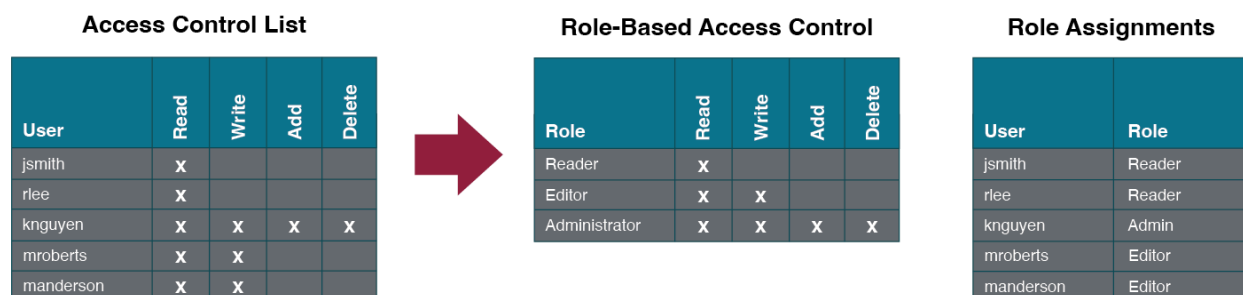 Access Control List
User Read Write Add Delete
jsmith x
rlee x
knguyen x x x x
mroberts x x
manderson x x
Role-Based Access Control
Role Read Write Add Delete
Reader x
Editor x x
Administrator x x x x
Role Assignments
User Role
jsmith Reader
rlee Reader
knguyen Admin
mroberts Editor
manderson Editor